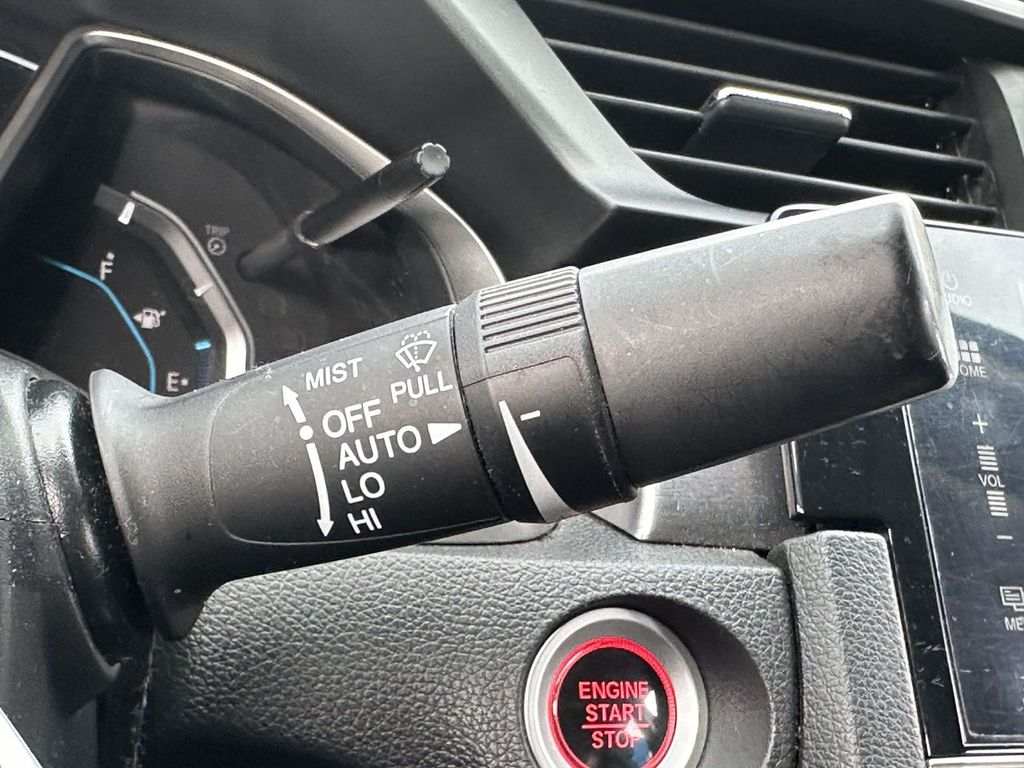 TRIP
F
E
MIST
PULL
OFF
AUTO
LO
HI
ENGINE
START
STOP
VOL
+
-